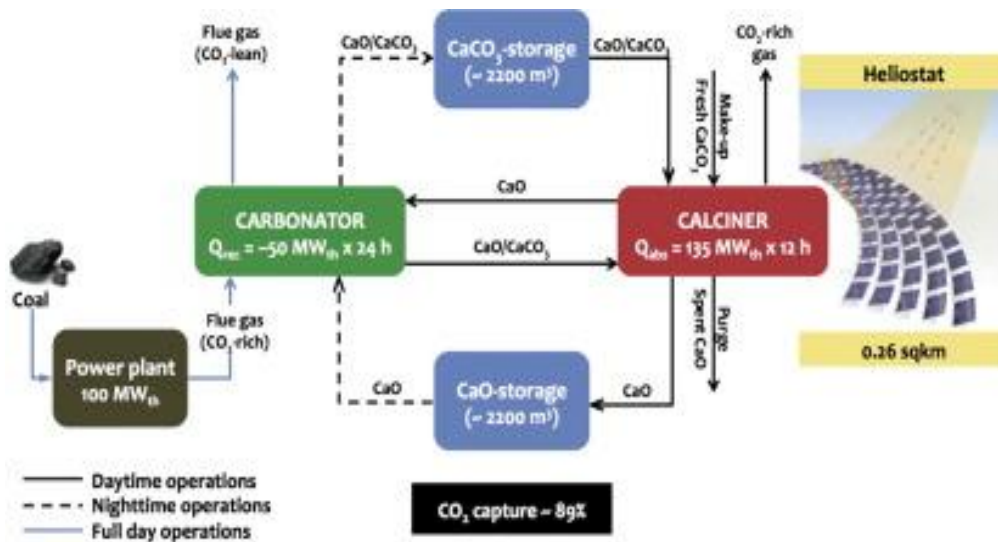 Flue gas
(CO₂-lean)
CaO/CaCO₃
CaCO₃-storage
(~ 2200 m³)
CaO/CaCO₃
CO₂-rich
gas
Heliostat
Make-up
Fresh CaCO₃
CaO
CARBONATOR
Qrec = –50 MWth x 24 h
CALCINER
Qabs = 135 MWth x 12 h
CaO/CaCO₃
Coal
Flue gas
(CO₂-rich)
Purge
Spent CaO
Power plant
100 MWth
CaO
CaO-storage
(~ 2200 m³)
CaO
0.26 sqkm
Daytime operations
Nighttime operations
Full day operations
CO₂ capture ~ 89%